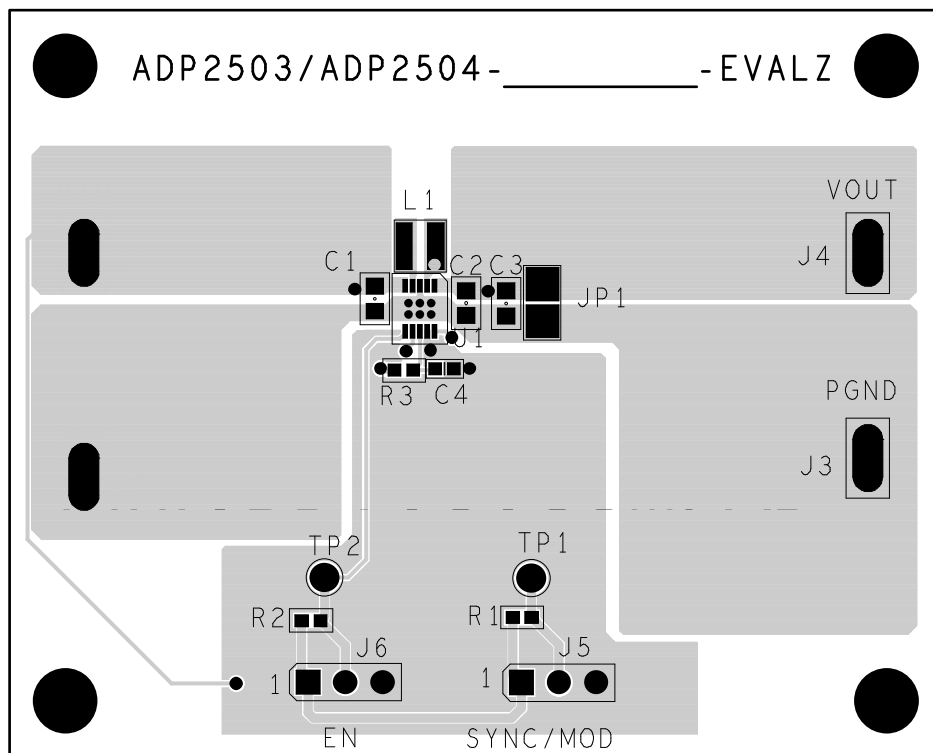 ADP2503/ADP2504-__________-EVALZ
VOUT
L1
J4
C1
C2
C3
JP1
J1
R3
C4
PGND
J3
TP2
TP1
R2
R1
J6
J5
1
1
EN
SYNC/MOD